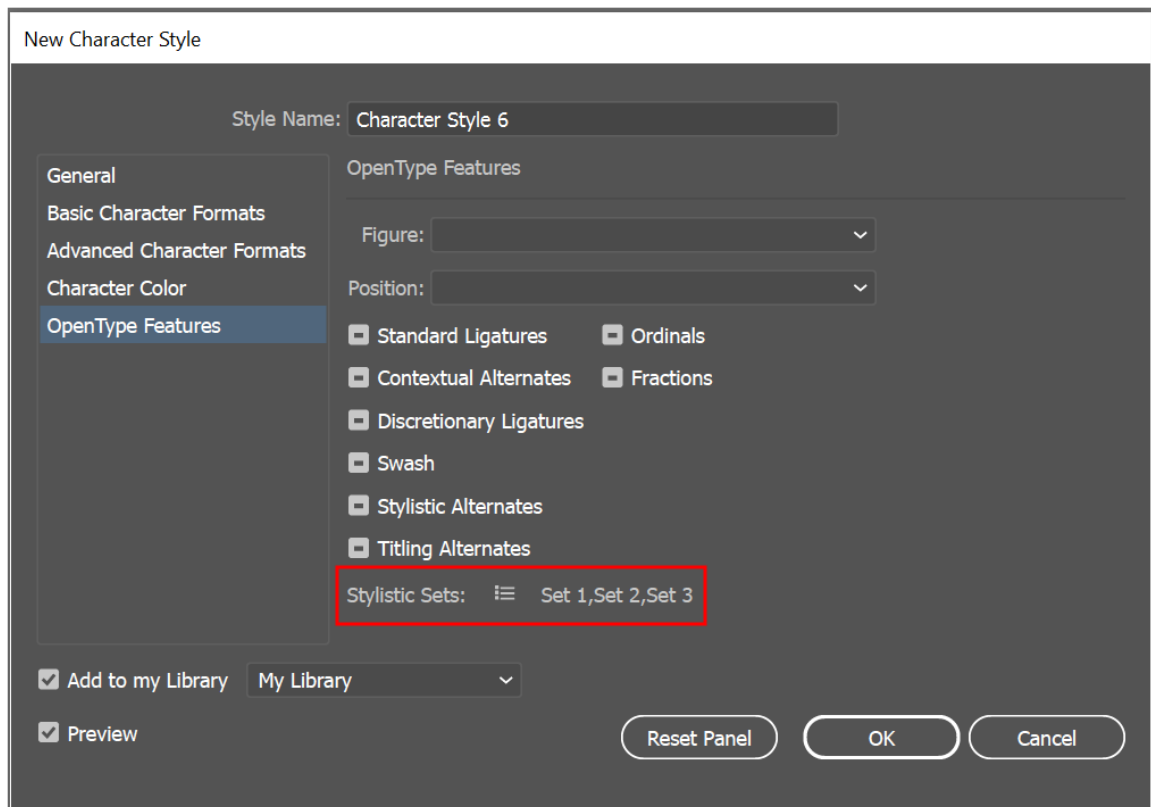 New Character Style
Style Name: Character Style 6
General
Basic Character Formats
Advanced Character Formats
Character Color
OpenType Features
OpenType Features
Figure:
Position:
Standard Ligatures Ordinals
Contextual Alternates Fractions
Discretionary Ligatures
Swash
Stylistic Alternates
Titling Alternates
Stylistic Sets: Set 1,Set 2,Set 3
Add to my Library My Library
Preview
Reset Panel OK Cancel